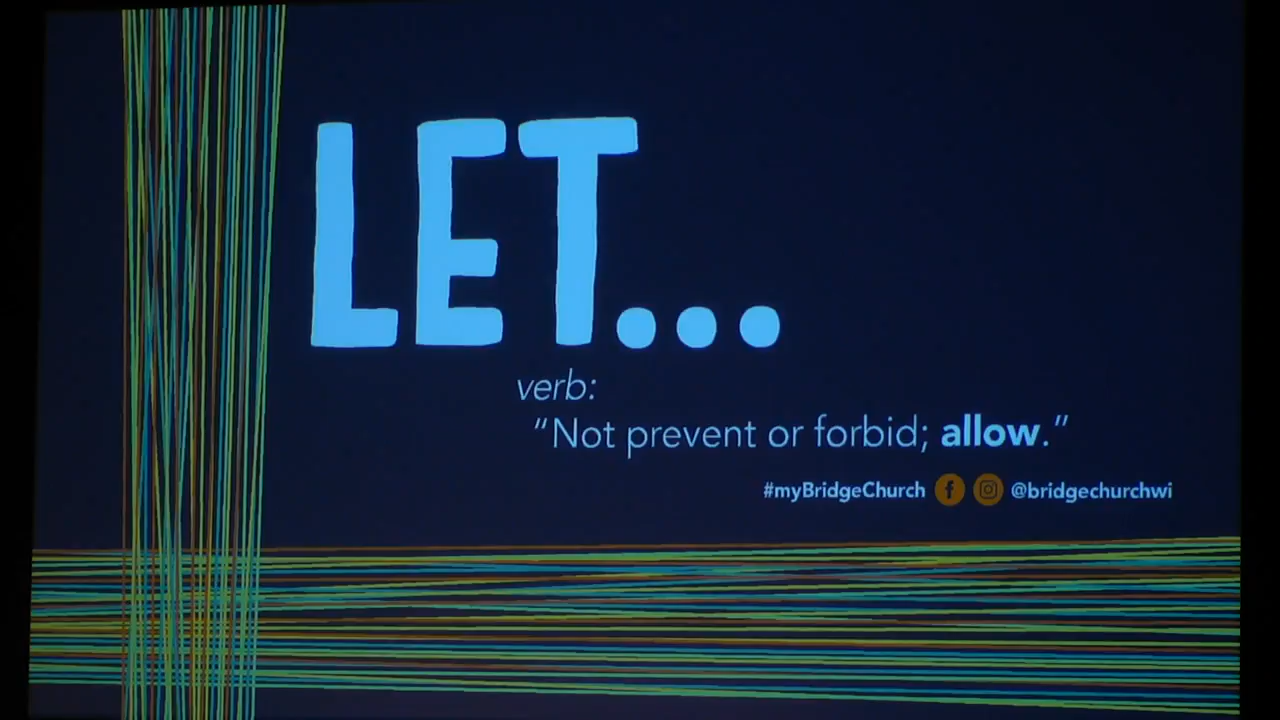 LET...
verb:
“Not prevent or forbid; allow.”
#myBridgeChurch @bridgechurchwi